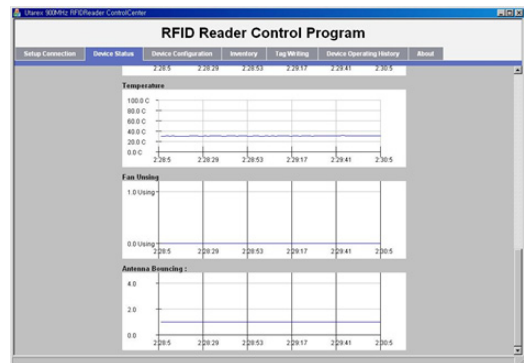 Utarex 900MHz RFIDReader ControlCenter
RFID Reader Control Program
Setup Connection Device Status Device Configuration Inventory Tag Writing Device Operating History About
2:28:5 2:28:29 2:28:53 2:29:17 2:29:41 2:30:5
Temperature
100.0 C
80.0 C
60.0 C
40.0 C
20.0 C
0.0 C
2:28:5 2:28:29 2:28:53 2:29:17 2:29:41 2:30:5
Fan Unsing
1.0 Using
0.0 Using
2:28:5 2:28:29 2:28:53 2:29:17 2:29:41 2:30:5
Antenna Bouncing :
4.0
2.0
0.0
2:28:5 2:28:29 2:28:53 2:29:17 2:29:41 2:30:5